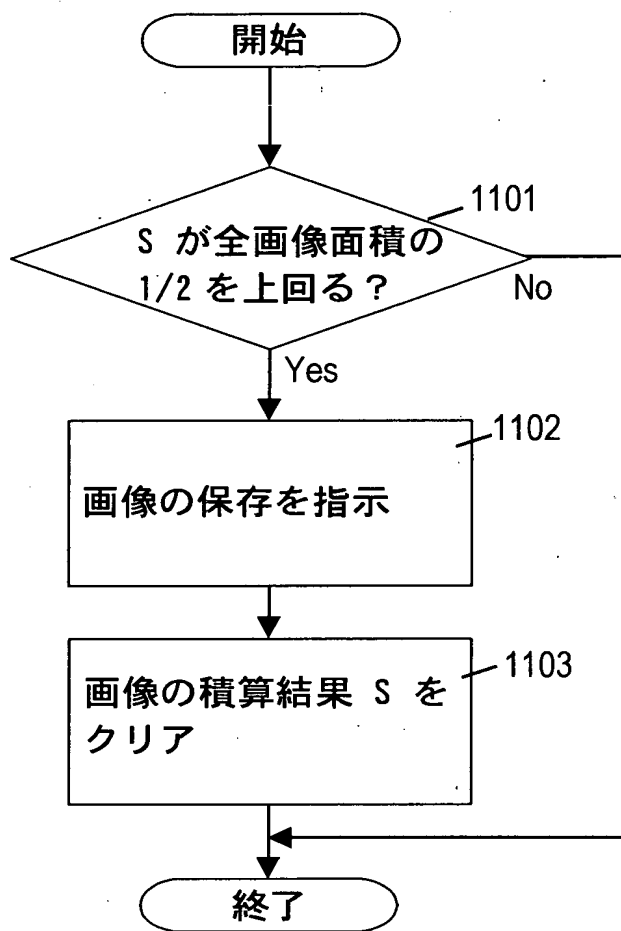 開始
1101
S が全画像面積の
1/2 を上回る？
No
Yes
1102
画像の保存を指示
1103
画像の積算結果 S を
クリア
終了